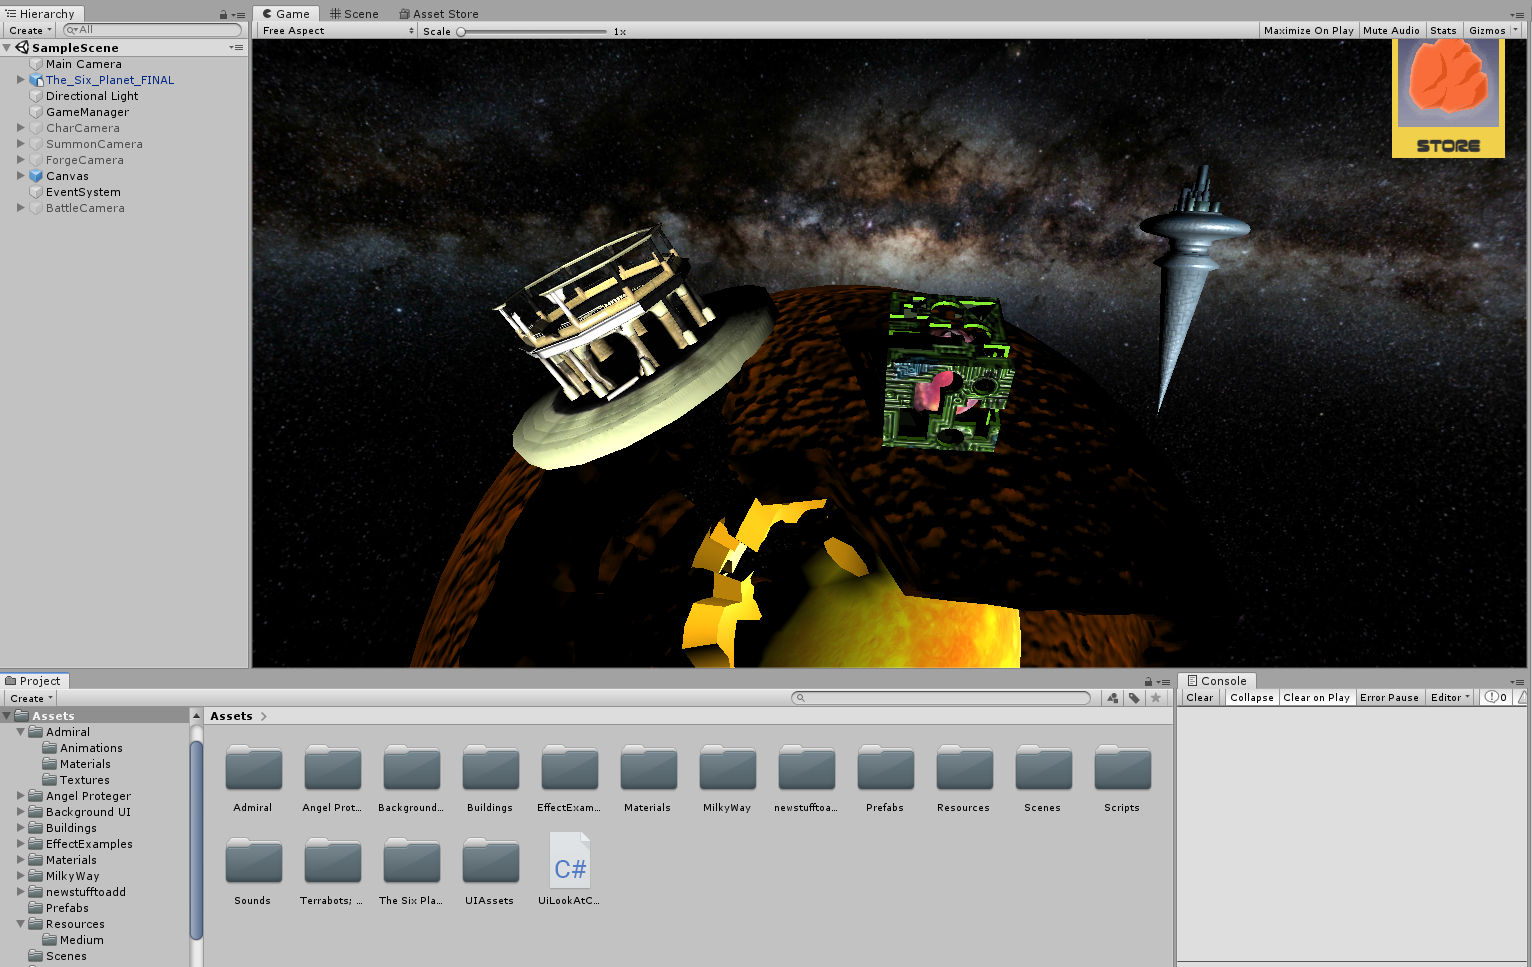 Hierarchy
Create
All
SampleScene
Main Camera
The_Six_Planet_FINAL
Directional Light
GameManager
CharCamera
SummonCamera
ForgeCamera
Canvas
EventSystem
BattleCamera
Game Scene Asset Store
Free Aspect Scale 1x Maximize On Play Mute Audio Stats Gizmos
STORE
Project
Create
Assets
Admiral
Animations
Materials
Textures
Angel Proteger
Background UI
Buildings
EffectExamples
Materials
MilkyWay
newstufftoadd
Prefabs
Resources
Medium
Scenes
Assets
Admiral Angel Prot... Background... Buildings EffectExam... Materials MilkyWay newstufftoa... Prefabs Resources Scenes Scripts
C#
Sounds Terrabots; ... The Six Pla... UIAssets UiLookAtC...
Console
Clear Collapse Clear on Play Error Pause Editor 0